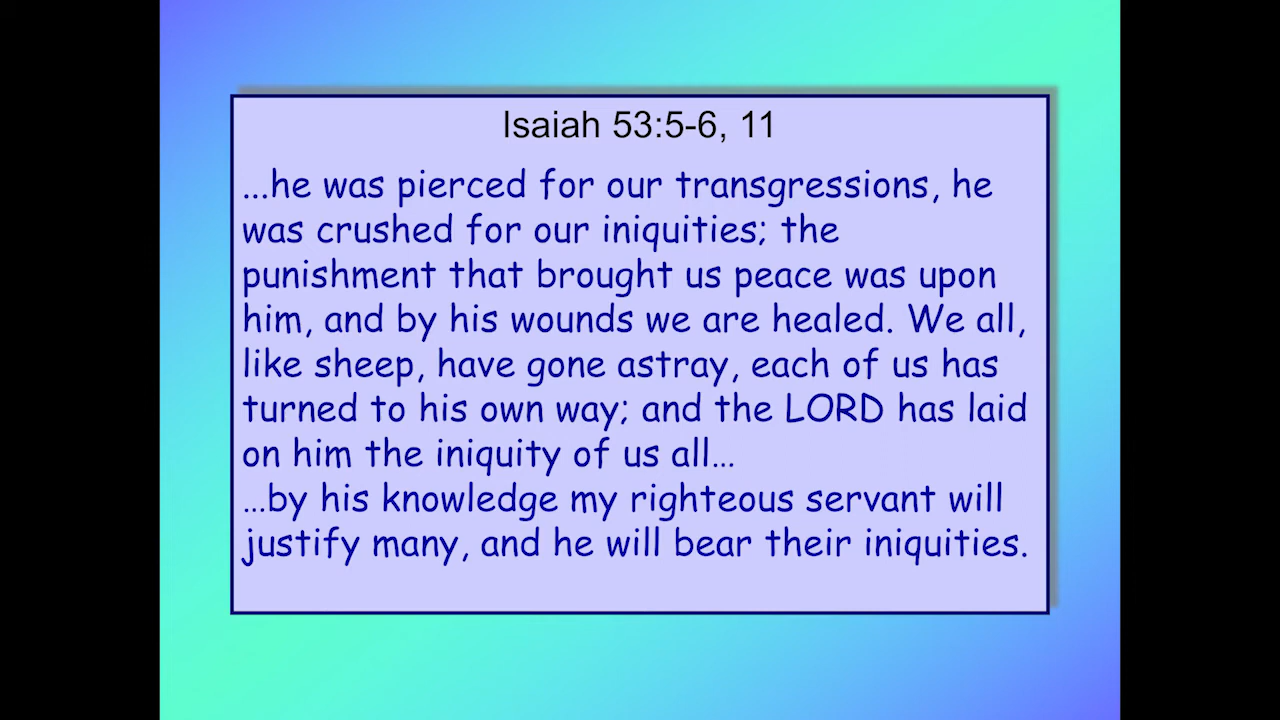 Isaiah 53:5-6, 11
...he was pierced for our transgressions, he
was crushed for our iniquities; the
punishment that brought us peace was upon
him, and by his wounds we are healed. We all,
like sheep, have gone astray, each of us has
turned to his own way; and the LORD has laid
on him the iniquity of us all…
…by his knowledge my righteous servant will
justify many, and he will bear their iniquities.